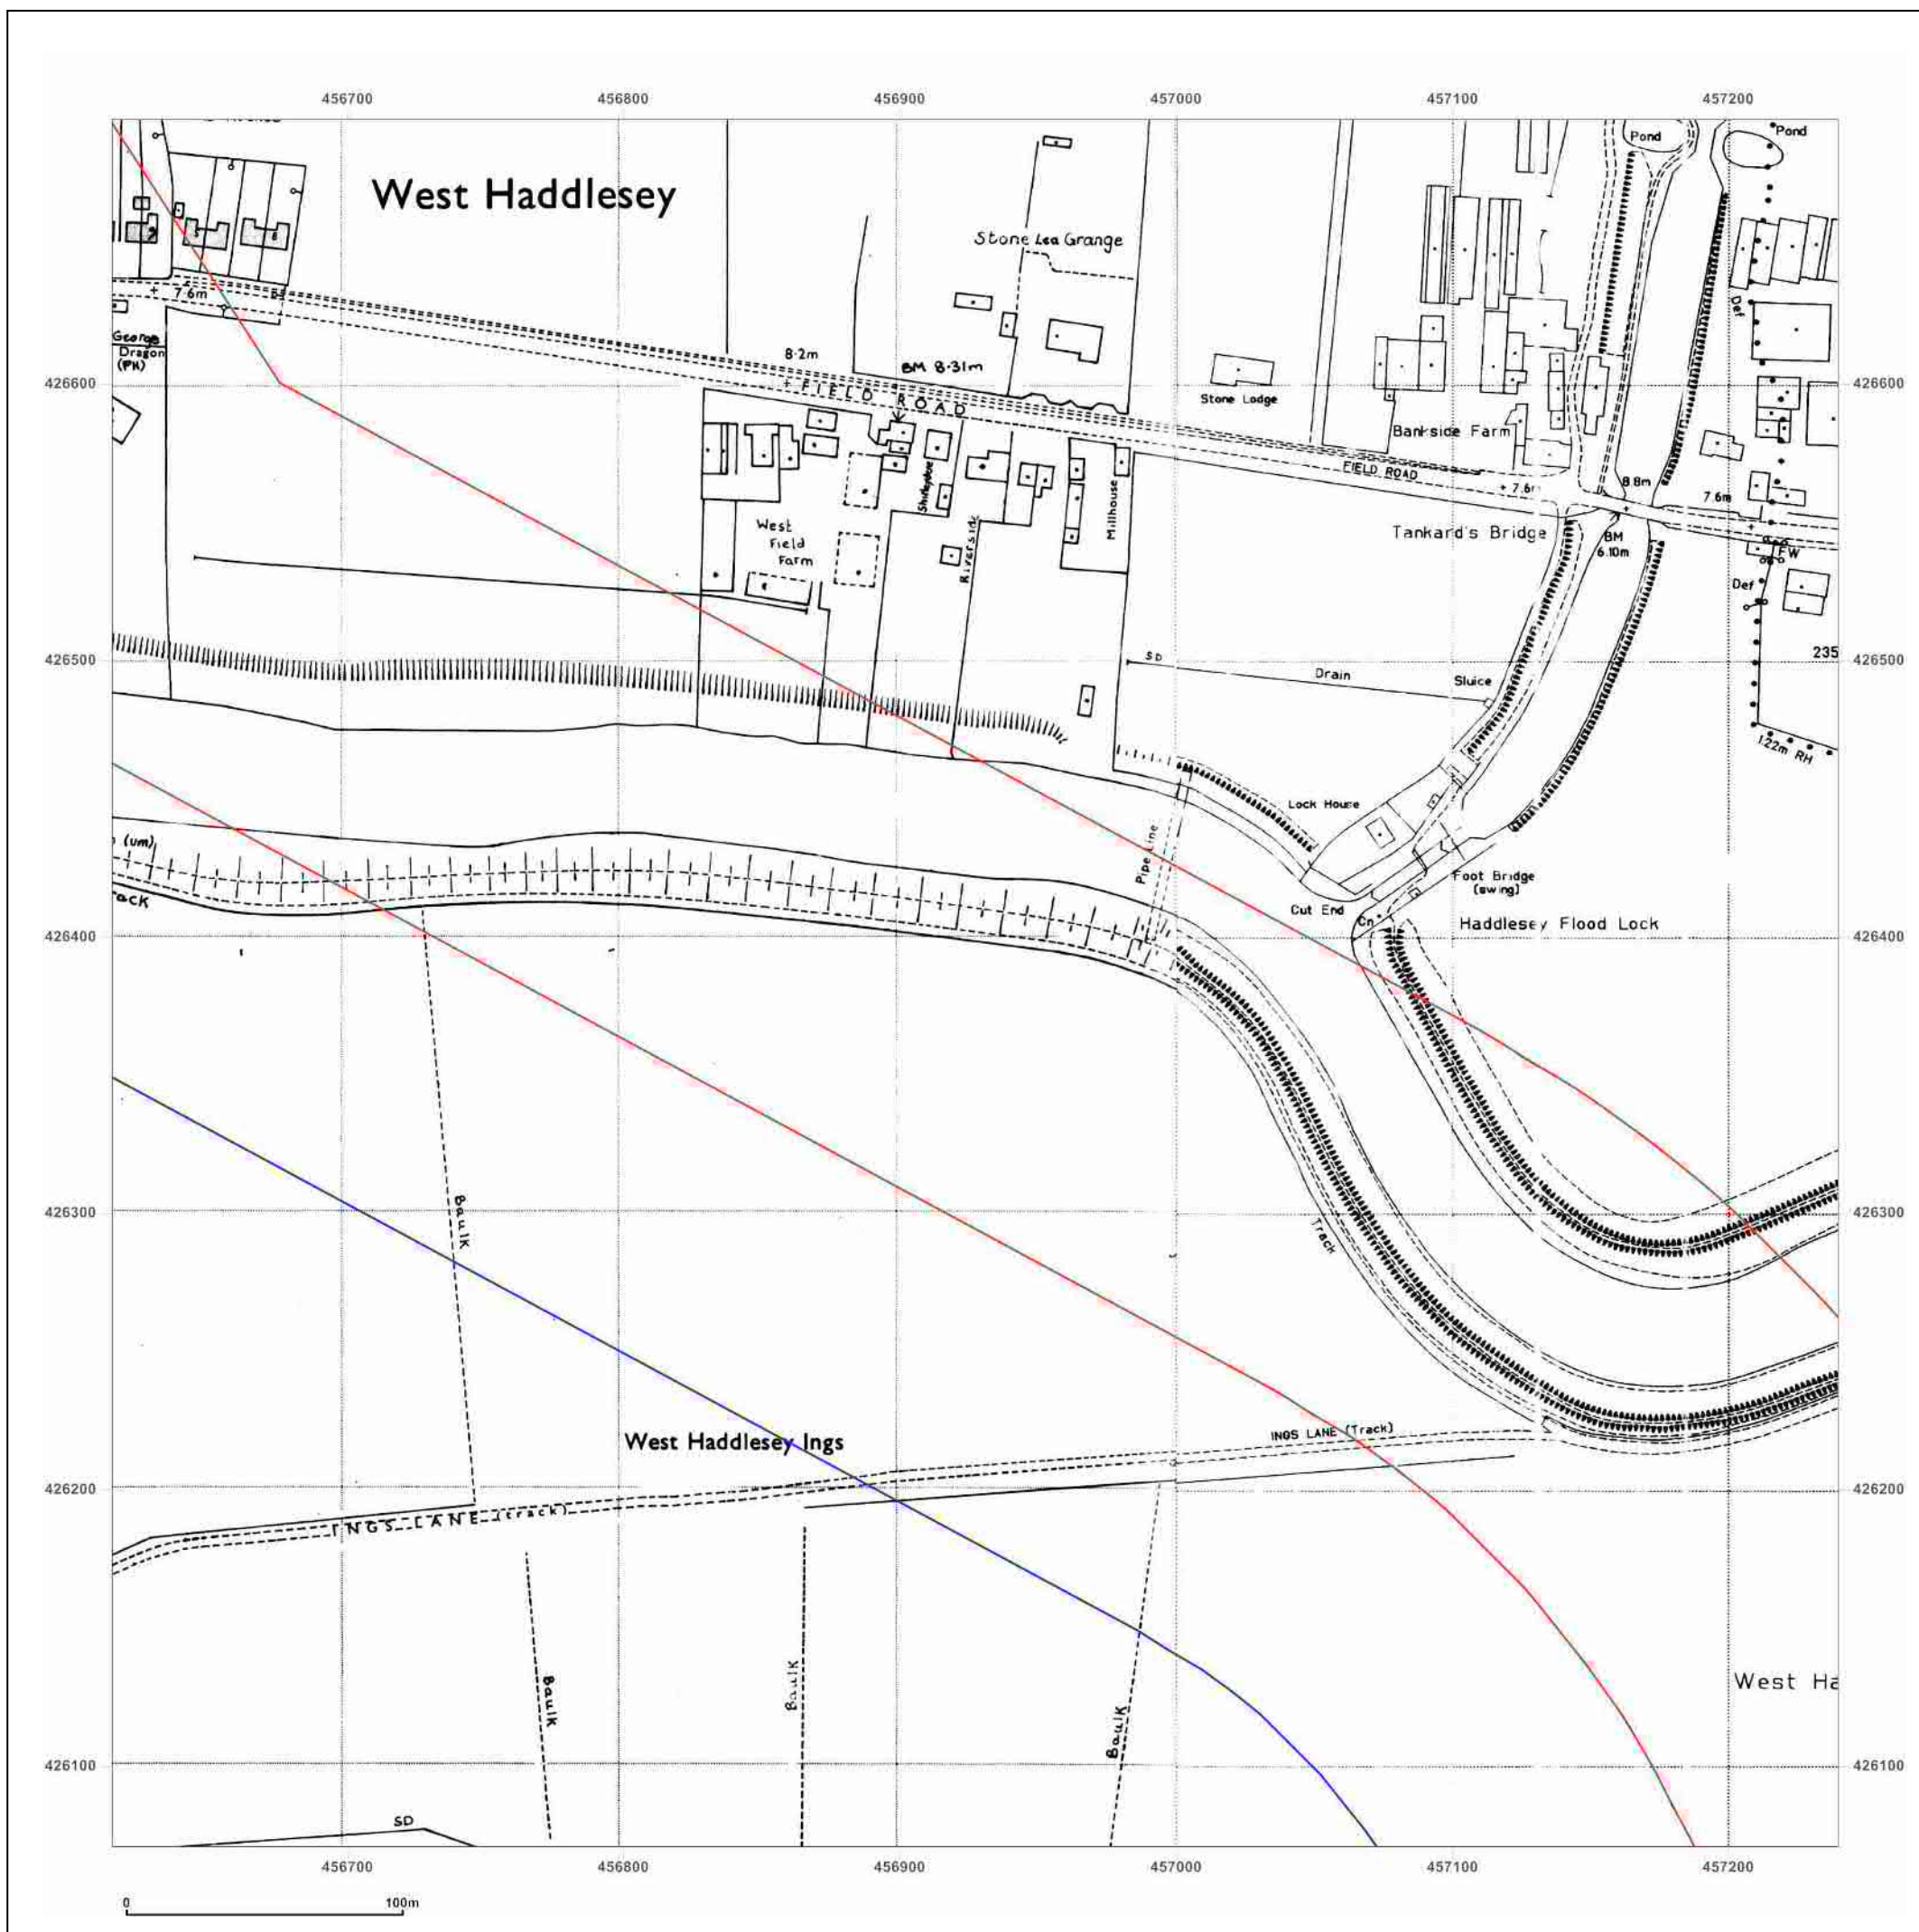 456700 456800 456900 457000 457100 457200
Pond
Pond
West Haddlesey
Stone Lea Grange
7·6m
George
Dragon
(PH)
8·2m
BM 8·31m
Def
426600
FIELD ROAD
426600
Stone Lodge
Bankside Farm
FIELD ROAD
8.8m
7.6m
7.6m
Millhouse
West
Field
Farm
Riverside
Tankard's Bridge
BM
6.10m
FW
Def
SD
235
426500
Drain
Sluice
426500
1.22m RH
Lock House
(um)
Pipe Line
Foot Bridge
(swing)
ack
Cut End
Cn
Haddlesey Flood Lock
426400
426400
Baulk
426300
Track
426300
West Haddlesey Ings
INGS LANE (Track)
426200
426200
INGS LANE (track)
Baulk
Baulk
Baulk
West Ha
426100
426100
SD
456700 456800 456900 457000 457100 457200
0 100m